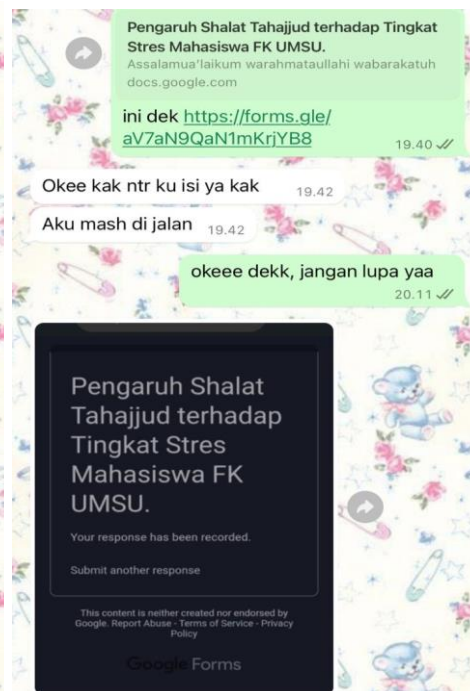 Pengaruh Shalat Tahajjud terhadap Tingkat
Stres Mahasiswa FK UMSU.
Assalamua'laikum warahmataullahi wabarakatuh
docs.google.com
ini dek https://forms.gle/
aV7aN9QaN1mKrjYB8
19.40
Okee kak ntr ku isi ya kak
19.42
Aku mash di jalan
19.42
okeee dekk, jangan lupa yaa
20.11
Pengaruh Shalat
Tahajjud terhadap
Tingkat Stres
Mahasiswa FK
UMSU.
Your response has been recorded.
Submit another response
This content is neither created nor endorsed by
Google. Report Abuse - Terms of Service - Privacy
Policy
Google Forms